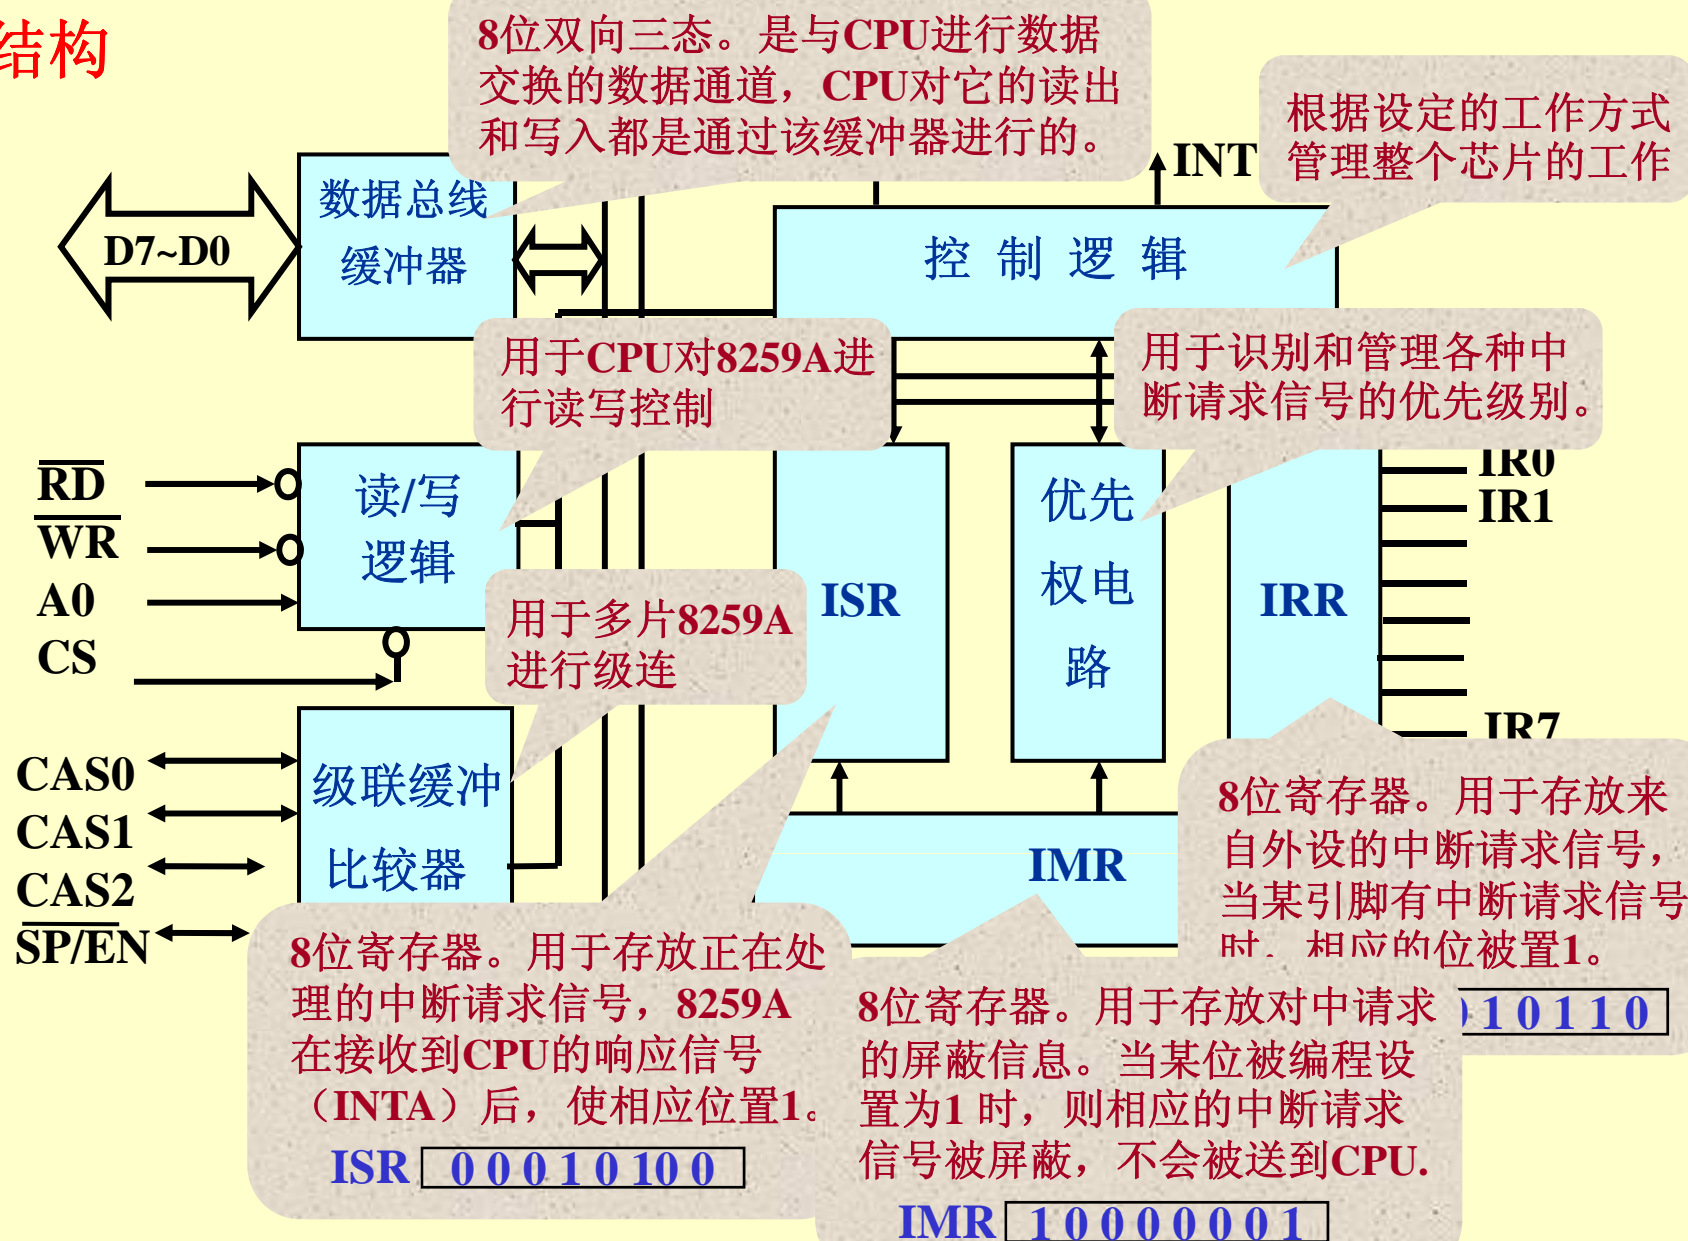 结构
8位双向三态。是与CPU进行数据
交换的数据通道，CPU对它的读出
和写入都是通过该缓冲器进行的。
根据设定的工作方式
管理整个芯片的工作
INT
数据总线
缓冲器
D7~D0
控 制 逻 辑
用于CPU对8259A进
行读写控制
用于识别和管理各种中
断请求信号的优先级别。
RD
WR
A0
CS
读/写
逻辑
用于多片8259A
进行级连
ISR
优先
权电
路
IRR
IR0
IR1
IR7
CAS0
CAS1
CAS2
SP/EN
级联缓冲
比较器
IMR
8位寄存器。用于存放来
自外设的中断请求信号，
当某引脚有中断请求信号
时，相应的位被置1。
1 0 1 1 0
8位寄存器。用于存放正在处
理的中断请求信号，8259A
在接收到CPU的响应信号
（INTA）后，使相应位置1。
ISR 0 0 0 1 0 10 0
8位寄存器。用于存放对中请求
的屏蔽信息。当某位被编程设
置为1 时，则相应的中断请求
信号被屏蔽，不会被送到CPU.
IMR 1 0 0 0 0 0 0 1